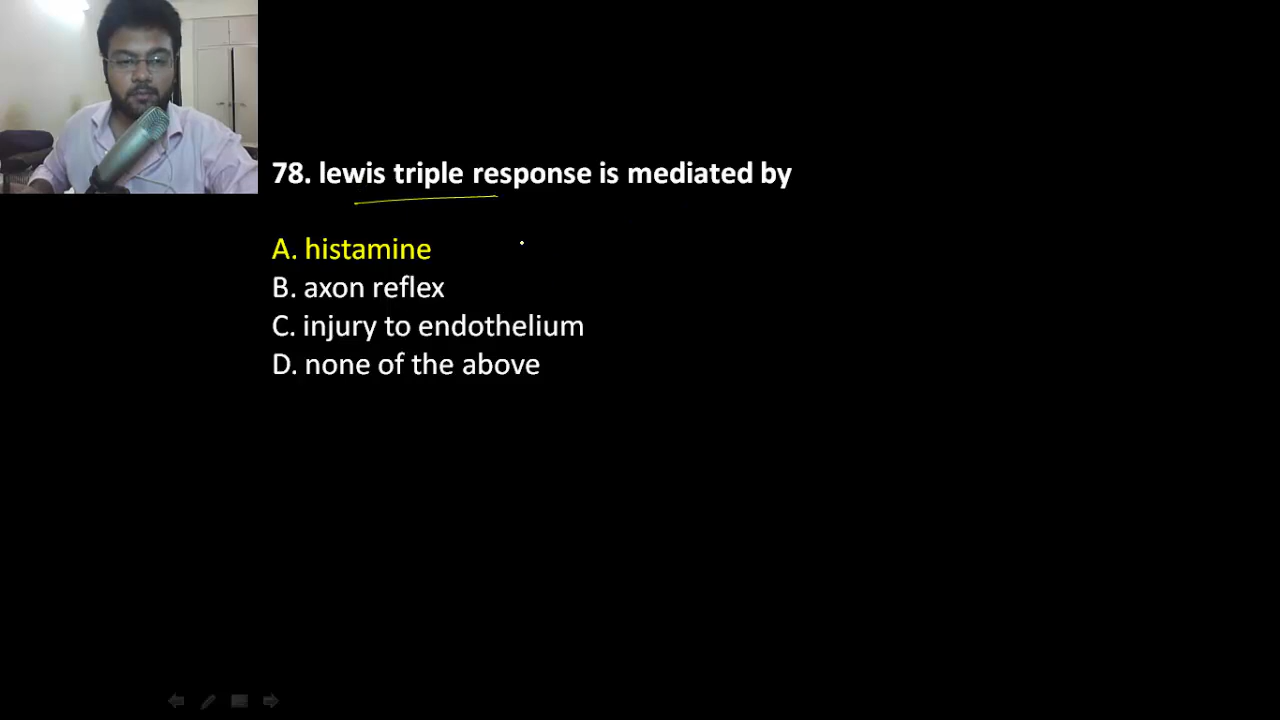 78. lewis triple response is mediated by
A. histamine
B. axon reflex
C. injury to endothelium
D. none of the above